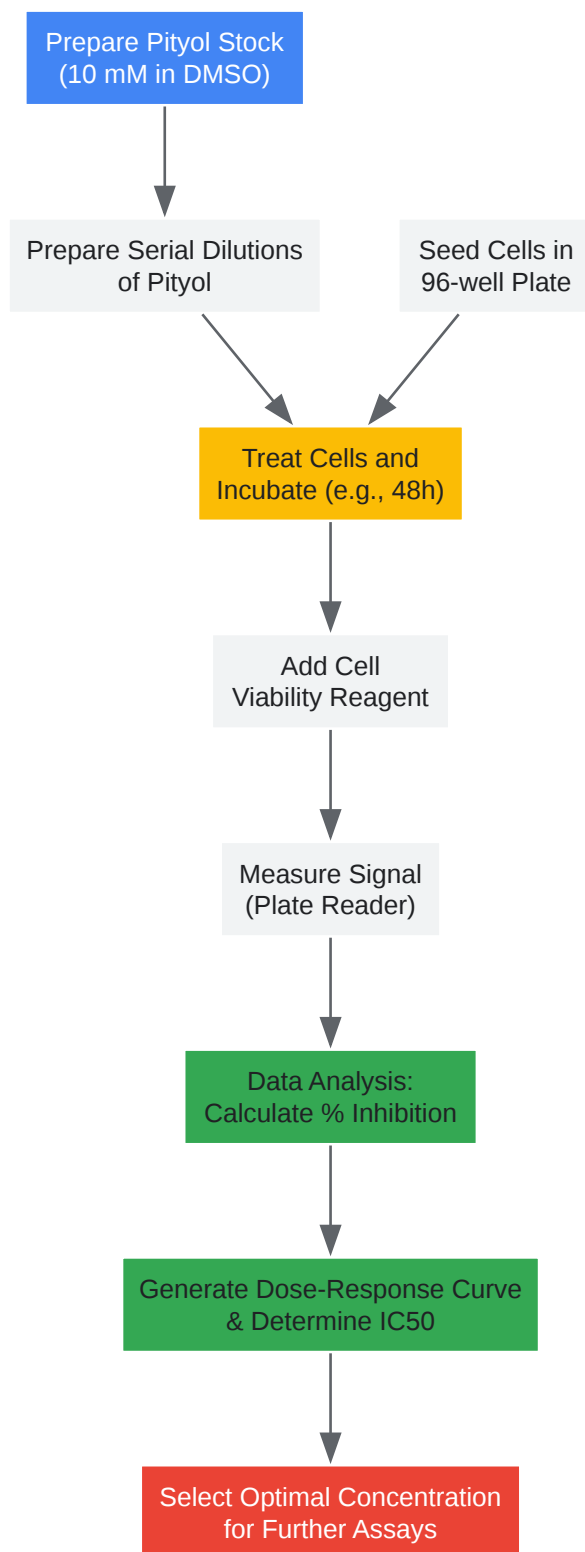 Prepare Pityol Stock
(10 mM in DMSO)
Prepare Serial Dilutions
of Pityol
Seed Cells in
96-well Plate
Treat Cells and
Incubate (e.g., 48h)
Add Cell
Viability Reagent
Measure Signal
(Plate Reader)
Data Analysis:
Calculate % Inhibition
Generate Dose-Response Curve
& Determine IC50
Select Optimal Concentration
for Further Assays